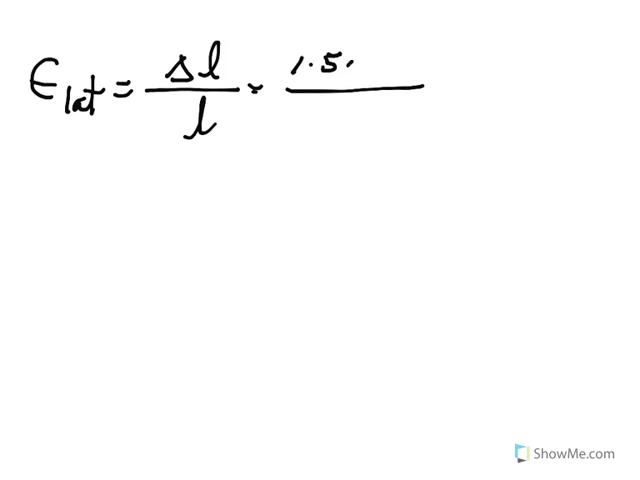 ϵ_lat = Δl / l = 1.5.
ShowMe.com